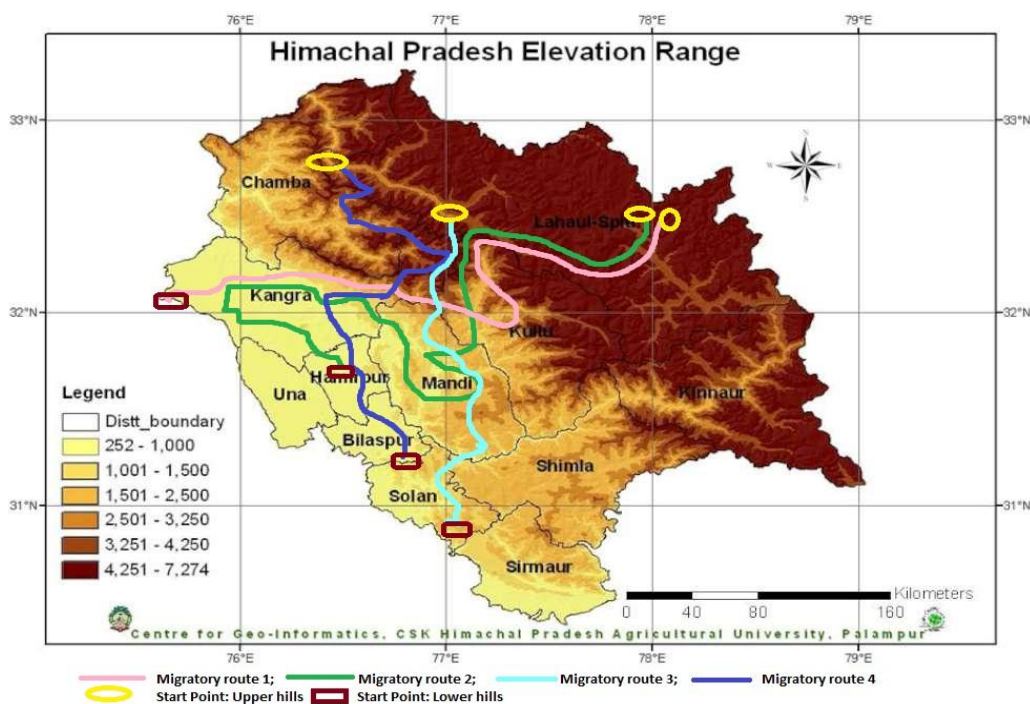 76°E 77°E 78°E 79°E
Himachal Pradesh Elevation Range
33°N 33°N
N
W E
S
Chamba
Lahaul-Spiti
Kangra
32°N 32°N
Kullu
Hamirpur
Mandi
Una
Kinnaur
Bilaspur
Shimla
Solan
31°N 31°N
Sirmaur
Legend
Distt_boundary
252 - 1,000
1,001 - 1,500
1,501 - 2,500
2,501 - 3,250
3,251 - 4,250
4,251 - 7,274
Kilometers
0 40 80 160
Centre for Geo-Informatics, CSK Himachal Pradesh Agricultural University, Palampur
76°E 77°E 78°E 79°E
Migratory route 1; Migratory route 2; Migratory route 3; Migratory route 4
Start Point: Upper hills Start Point: Lower hills